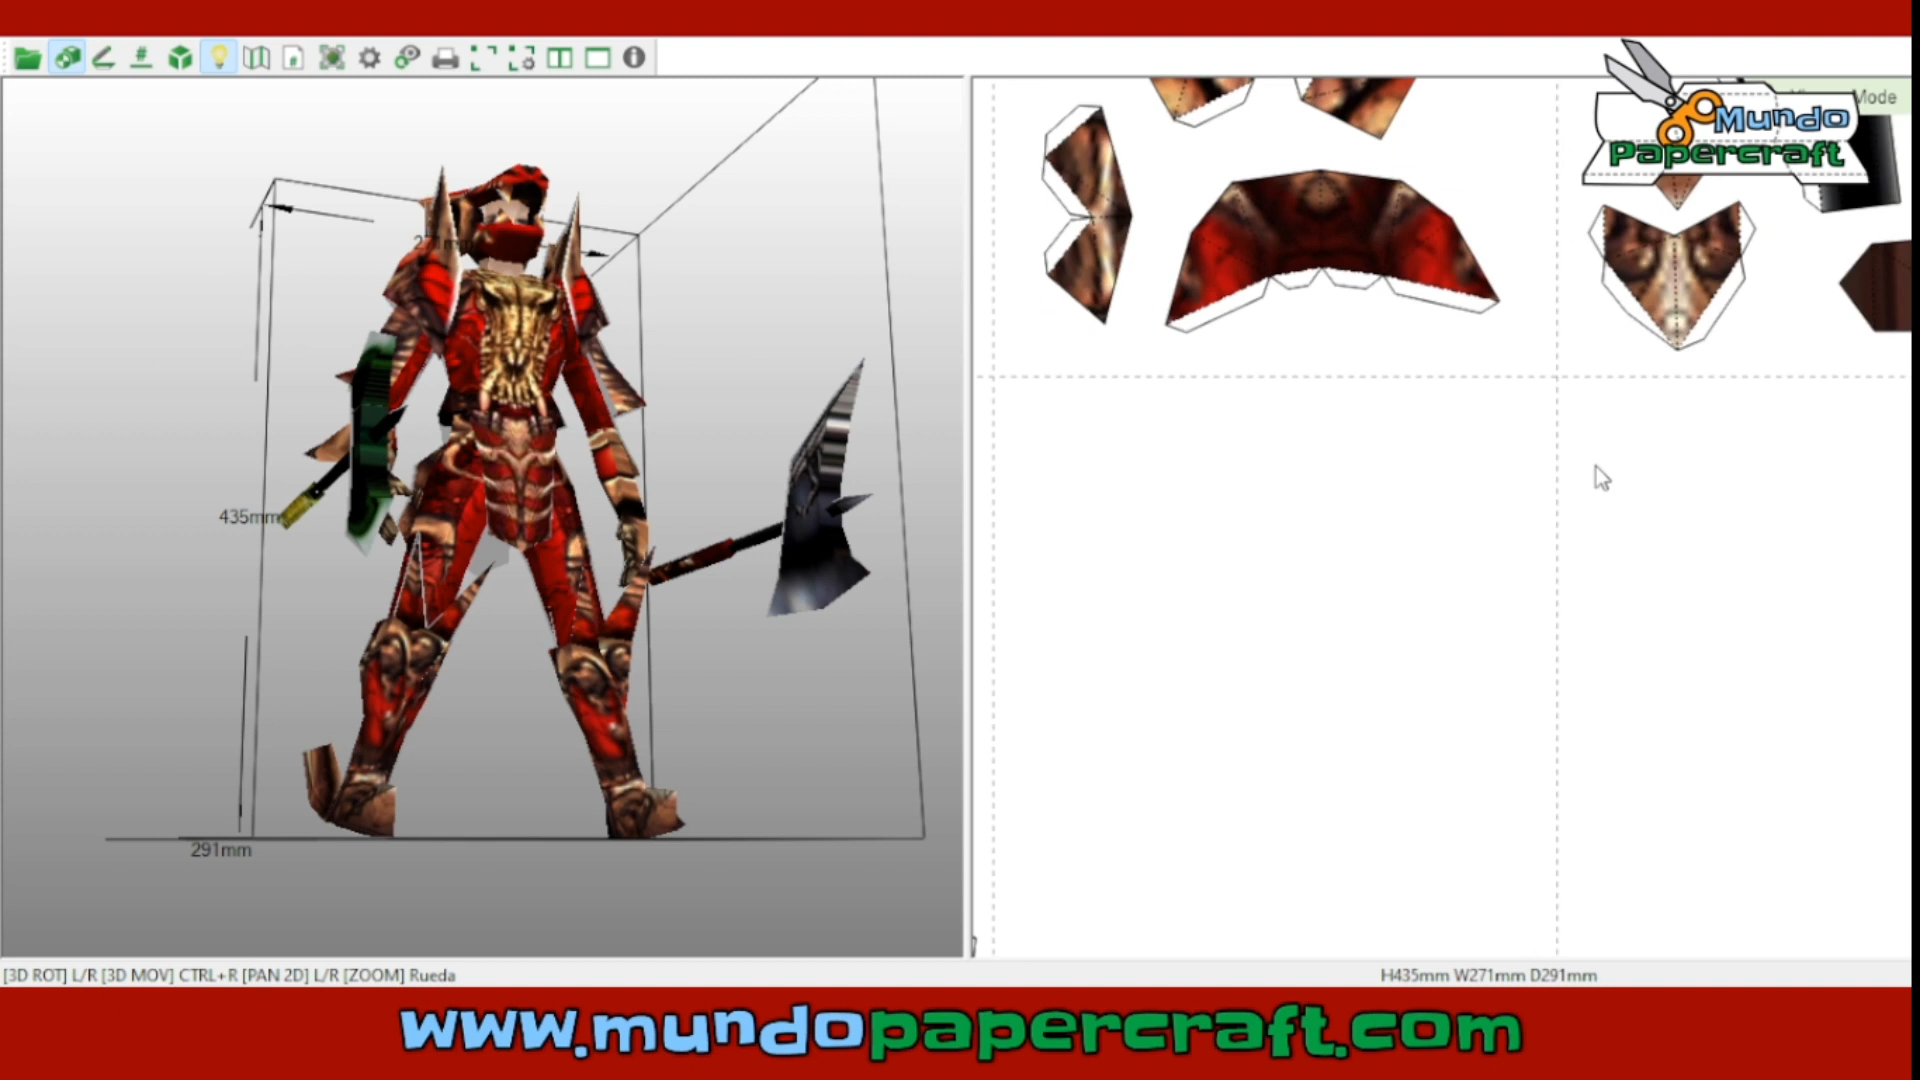 Mode
Mundo
Papercraft
435mm
291mm
[3D ROT] L/R [3D MOV] CTRL+R [PAN 2D] L/R [ZOOM] Rueda
H435mm W271mm D291mm
www.mundopapercraft.com